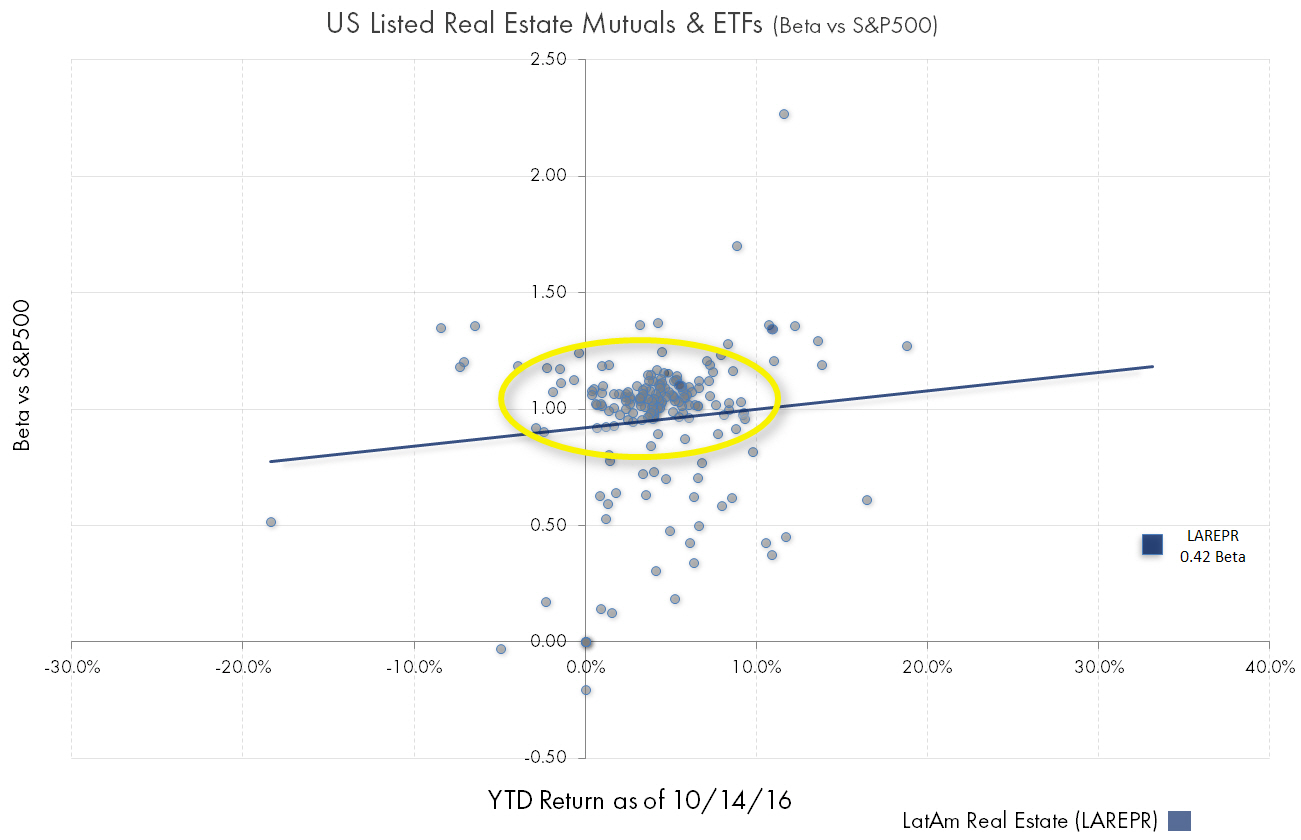 US Listed Real Estate Mutuals & ETFs (Beta vs S&P500)
2.50
2.00
1.50
1.00
0.50
0.00
-0.50
Beta vs S&P500
-30.0%
-20.0%
-10.0%
0.0%
10.0%
20.0%
30.0%
40.0%
LAREPR
0.42 Beta
YTD Return as of 10/14/16
LatAm Real Estate (LAREPR)